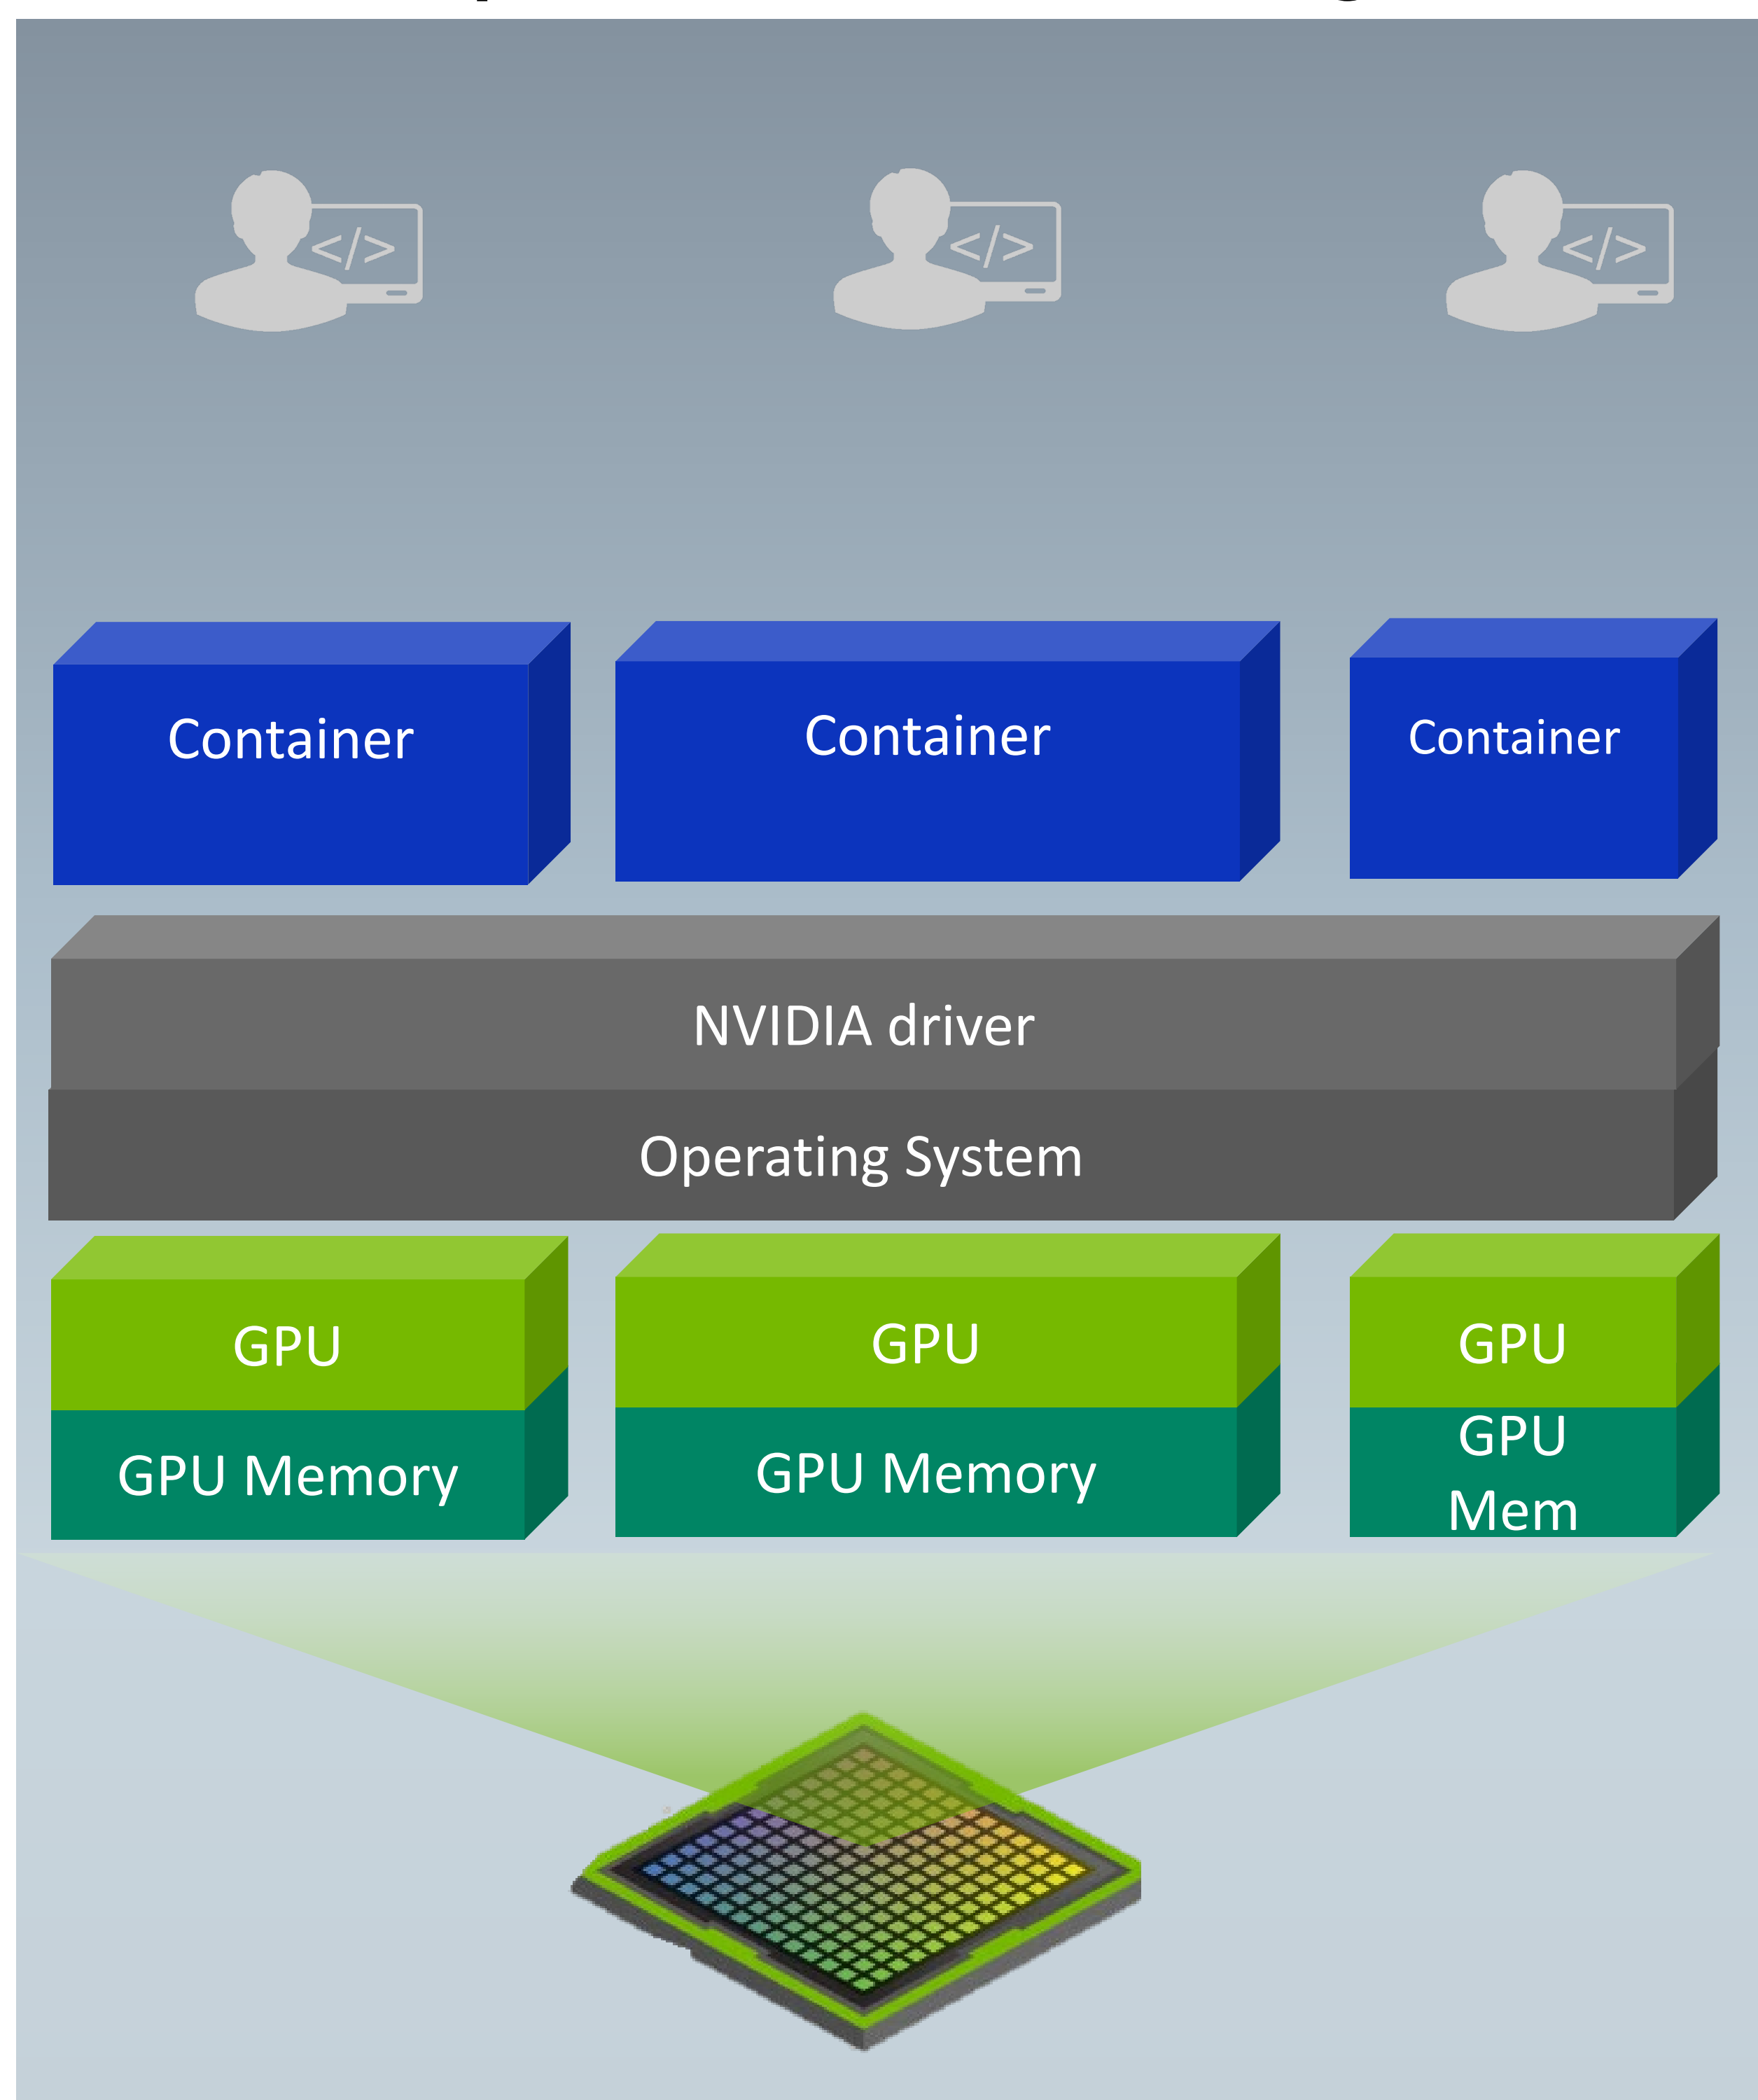 </>
</>
</>
Container
Container
Container
NVIDIA driver
Operating System
GPU
GPU
GPU
GPU Memory
GPU Memory
GPU
Mem